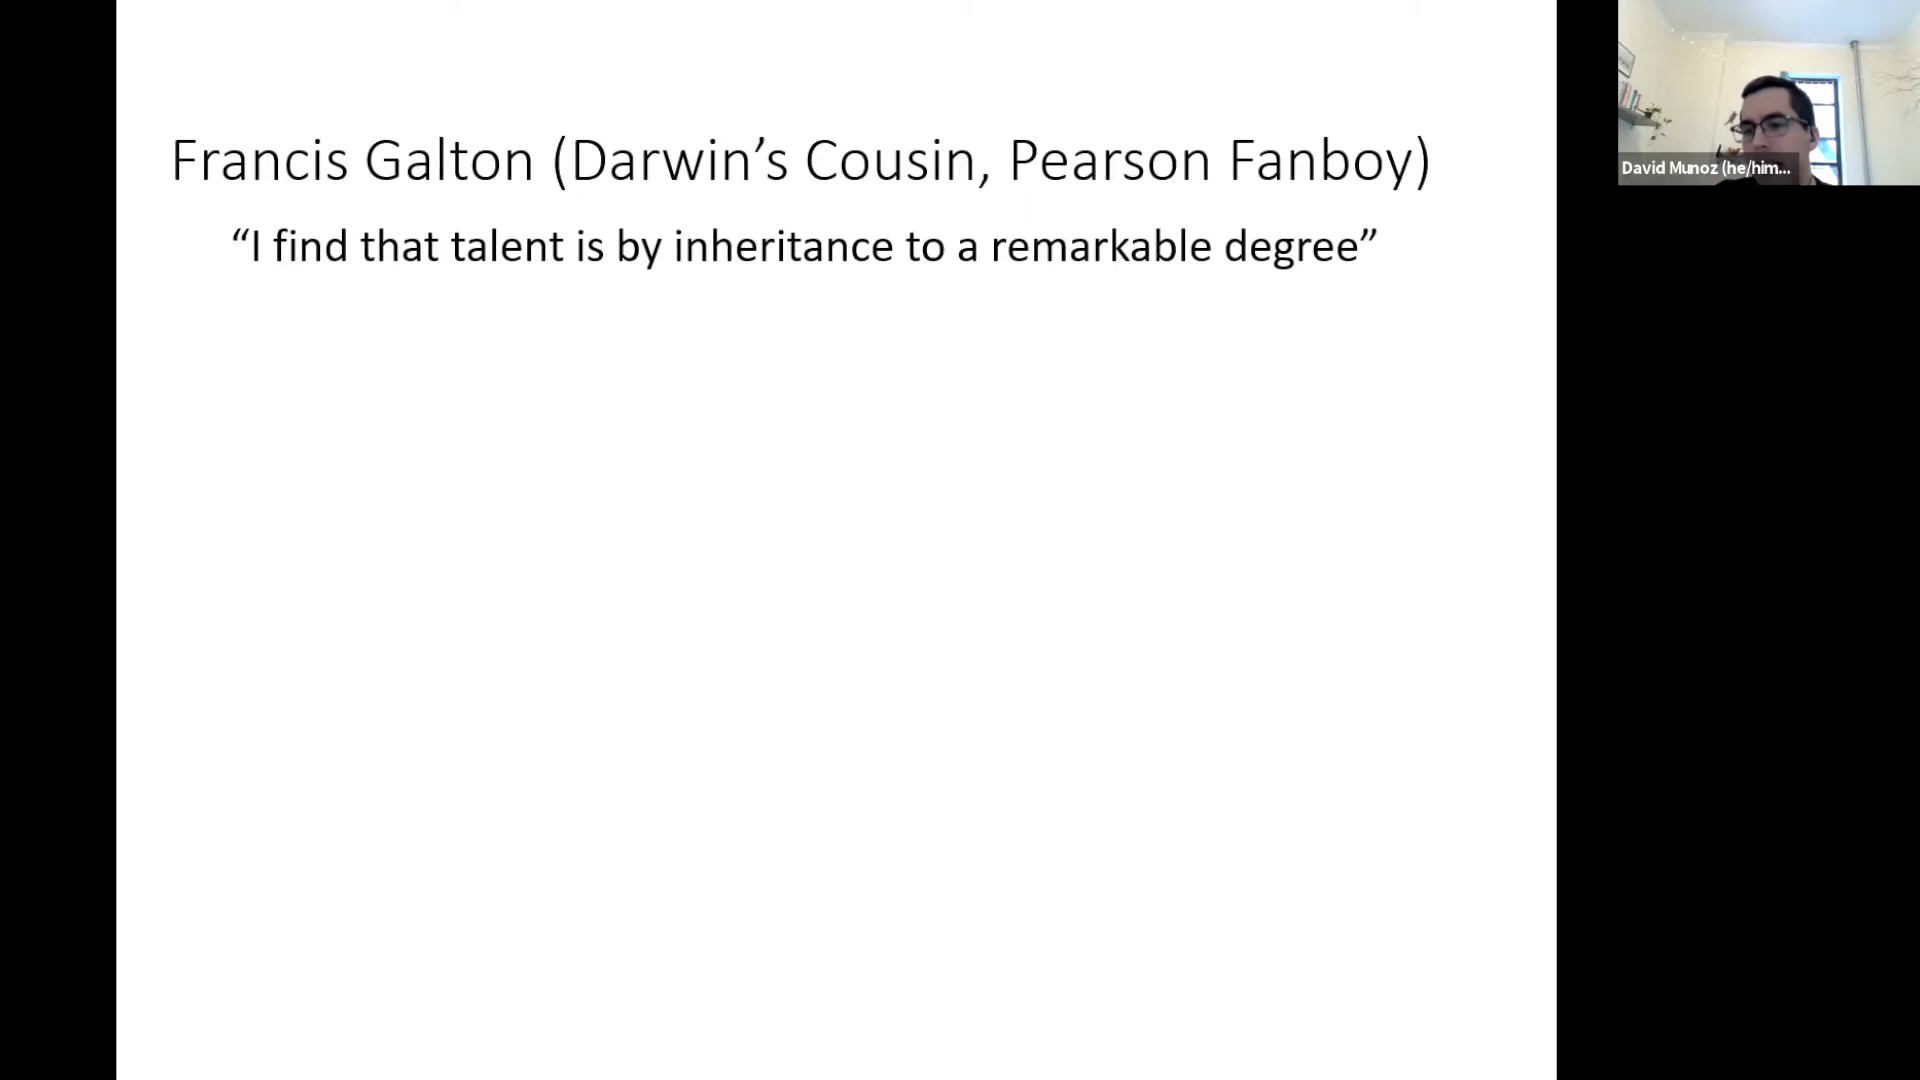 Francis Galton (Darwin’s Cousin, Pearson Fanboy)
“I find that talent is by inheritance to a remarkable degree”
David Munoz (he/him...